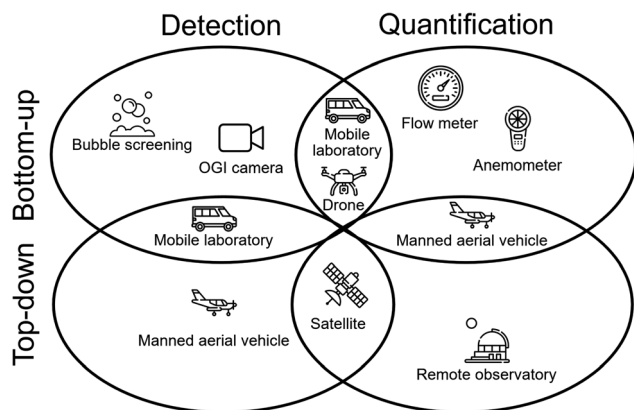 Detection
Quantification
Bottom-up
Top-down
Bubble screening
OGI camera
Mobile
laboratory
Drone
Flow meter
Anemometer
Mobile laboratory
Manned aerial vehicle
Manned aerial vehicle
Satellite
Remote observatory